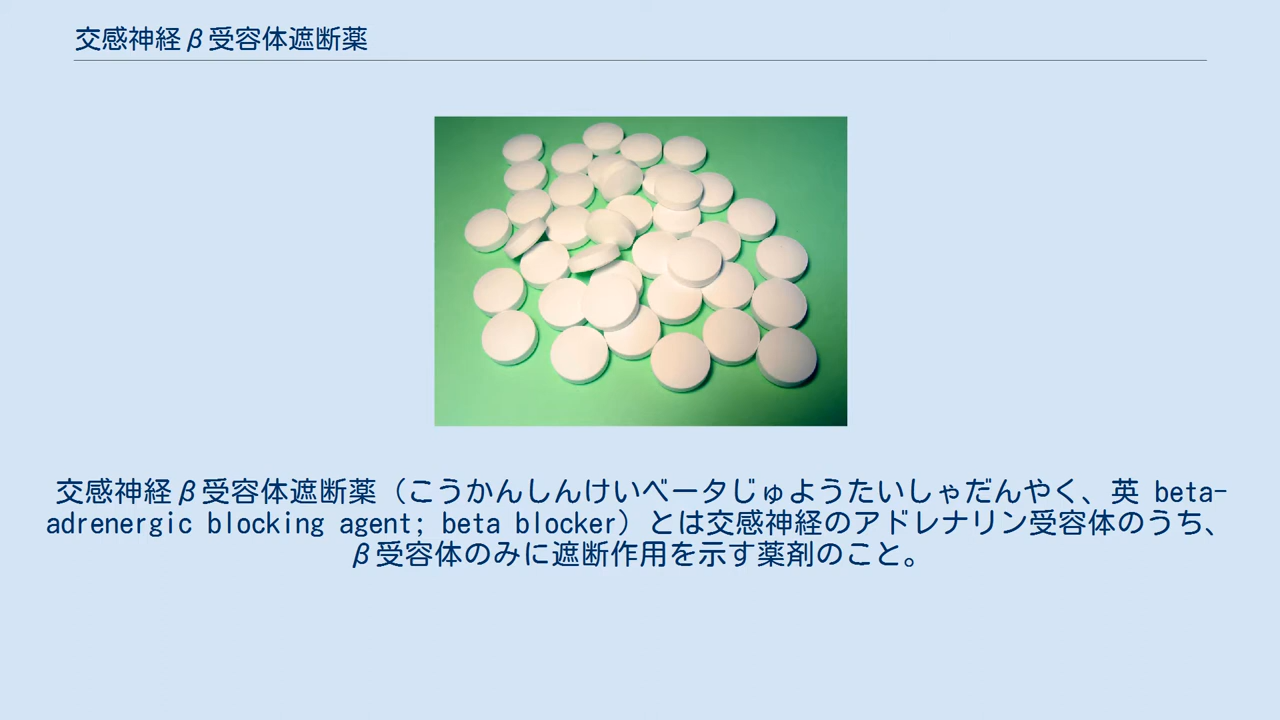 交感神経β受容体遮断薬
交感神経β受容体遮断薬（こうかんしんけいベータじゅようたいしゃだんやく、英 beta-
adrenergic blocking agent; beta blocker）とは交感神経のアドレナリン受容体のうち、
β受容体のみに遮断作用を示す薬剤のこと。